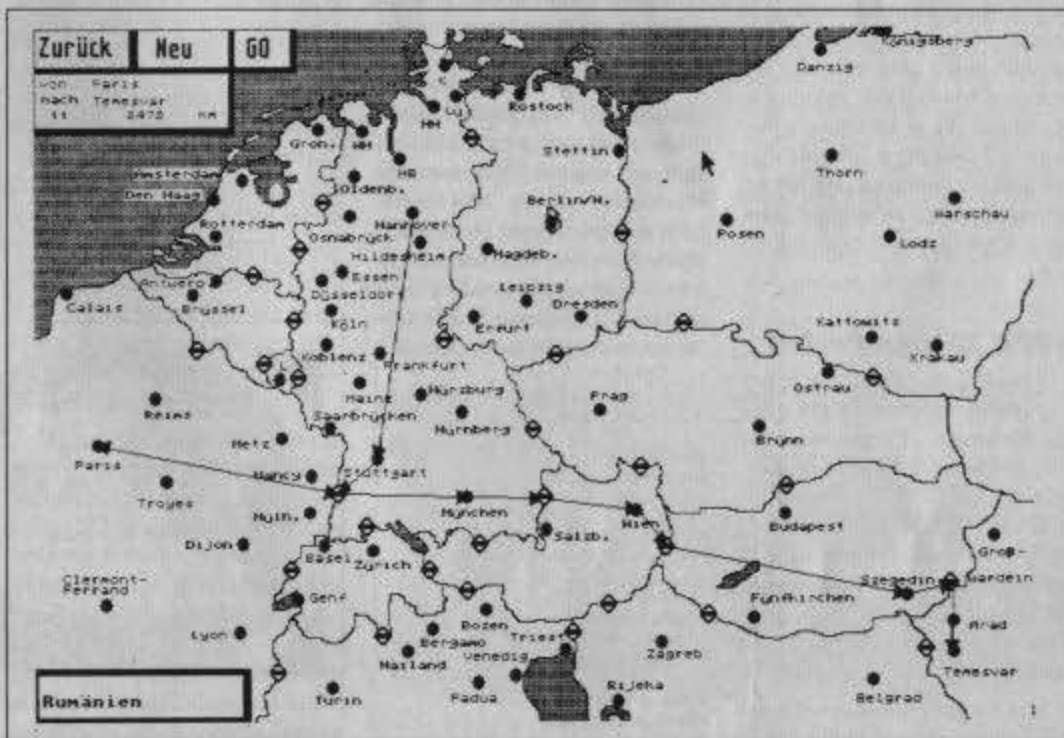 Zurück Neu GO
von Paris
nach Temesvar
KM
Königsberg
Danzig
Rostock
HH
Stettin
Thorn
Gron.
HB
Amsterdam
Oldenb.
Den Haag
Berlin/W.
Warschau
Rotterdam
Osnabrück
Hannover
Posen
Lodz
Hildesheim
Magdeb.
Essen
Antwerp
Düsseldorf
Leipzig
Calais
Brüssel
Dresden
Köln
Erfurt
Kattowitz
Koblenz
Frankfurt
Krakau
L
Ostrau
Mainz
Würzburg
Prag
Reims
Saarbrücken
Nürnberg
Brünn
Metz
Paris
Nancy
Stuttgart
Troyes
München
Wien
Budapest
Mülh.
Salzb.
Dijon
Basel
Zürich
Groß-
Wardein
Clermont-
Ferrand
Szegedin
Genf
Fünfkirchen
Bozen
Arad
Lyon
Bergamo
Triest
Mailand
Venedig
Zagreb
Temesvar
Rumänien
Turin
Padua
Rijeka
Belgrad
1